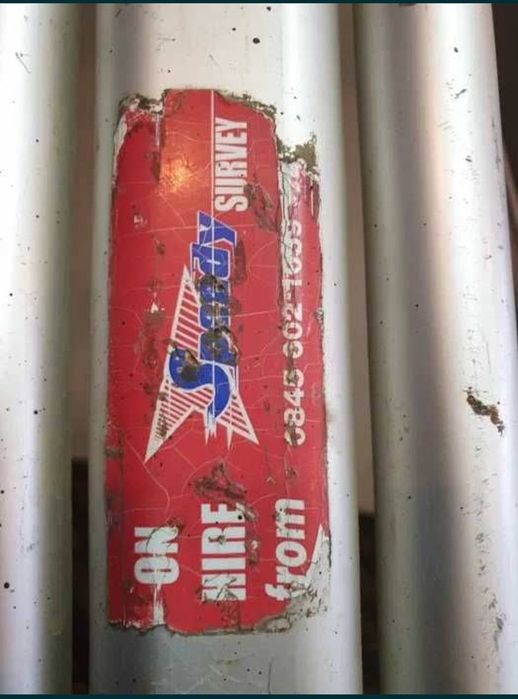 ON
HIRE
from
Speedy
SURVEY
0845 602